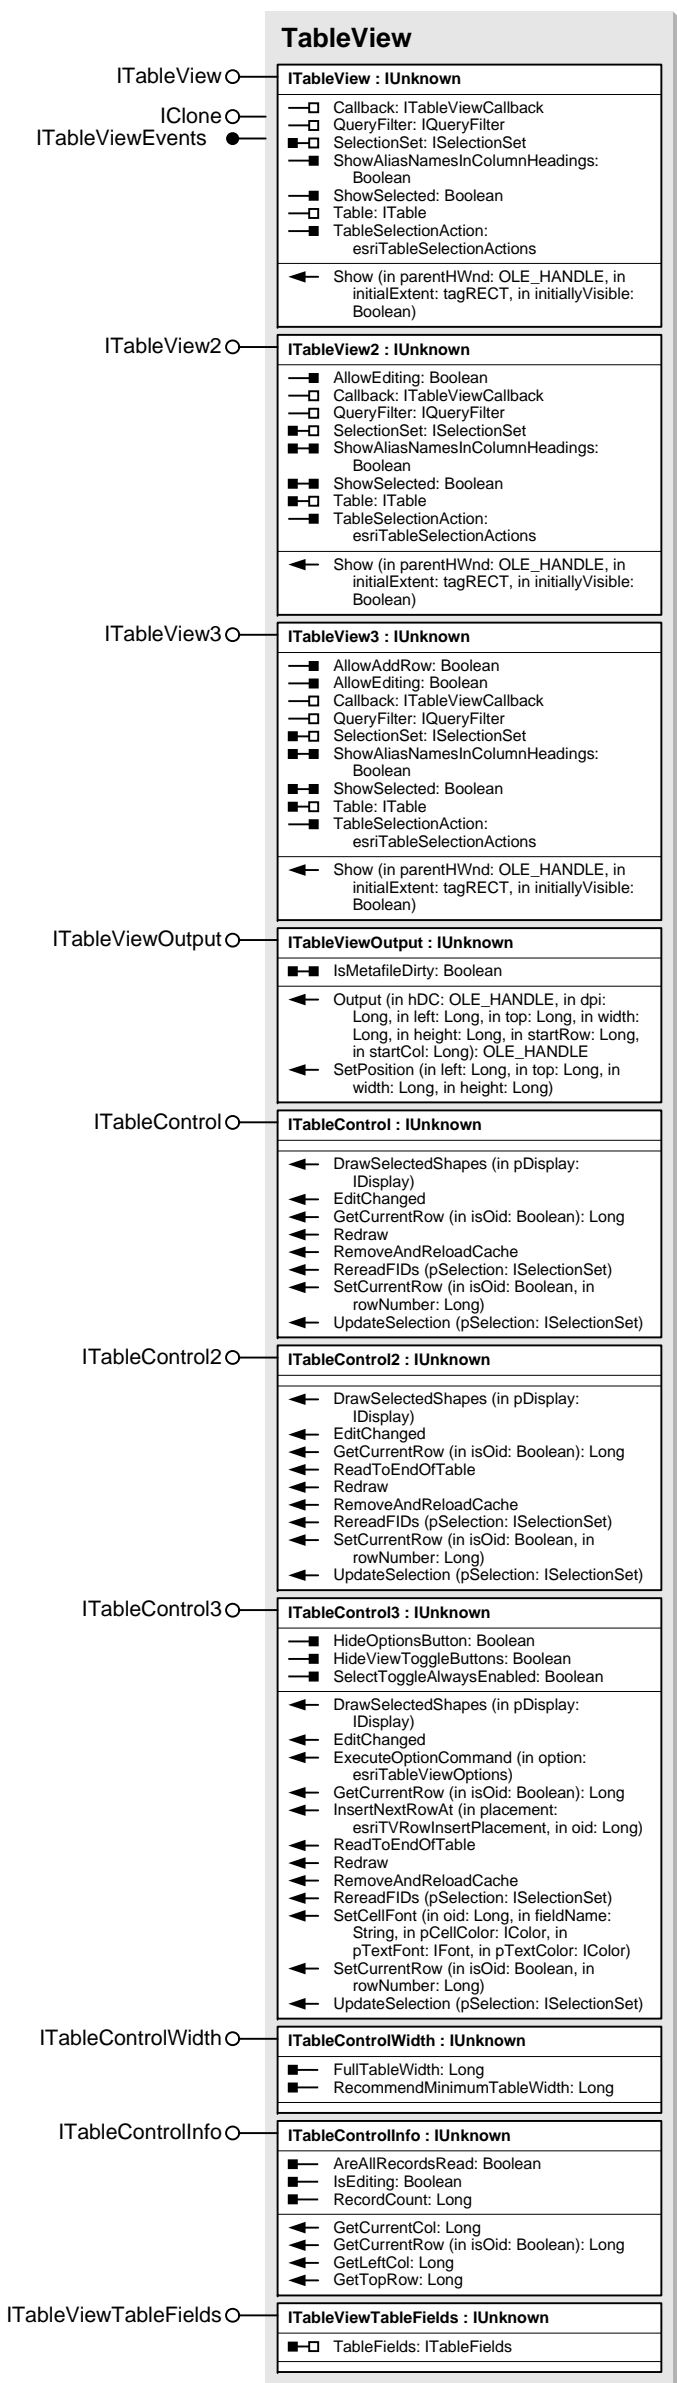 TableView
ITableView
ITableView : IUnknown
IClone
ITableViewEvents
Callback: ITableViewCallback
QueryFilter: IQueryFilter
SelectionSet: ISelectionSet
ShowAliasNamesInColumnHeadings:
Boolean
ShowSelected: Boolean
Table: ITable
TableSelectionAction:
esriTableSelectionActions
Show (in parentHWnd: OLE_HANDLE, in
initialExtent: tagRECT, in initiallyVisible:
Boolean)
ITableView2
ITableView2 : IUnknown
AllowEditing: Boolean
Callback: ITableViewCallback
QueryFilter: IQueryFilter
SelectionSet: ISelectionSet
ShowAliasNamesInColumnHeadings:
Boolean
ShowSelected: Boolean
Table: ITable
TableSelectionAction:
esriTableSelectionActions
Show (in parentHWnd: OLE_HANDLE, in
initialExtent: tagRECT, in initiallyVisible:
Boolean)
ITableView3
ITableView3 : IUnknown
AllowAddRow: Boolean
AllowEditing: Boolean
Callback: ITableViewCallback
QueryFilter: IQueryFilter
SelectionSet: ISelectionSet
ShowAliasNamesInColumnHeadings:
Boolean
ShowSelected: Boolean
Table: ITable
TableSelectionAction:
esriTableSelectionActions
Show (in parentHWnd: OLE_HANDLE, in
initialExtent: tagRECT, in initiallyVisible:
Boolean)
ITableViewOutput
ITableViewOutput : IUnknown
IsMetafileDirty: Boolean
Output (in hDC: OLE_HANDLE, in dpi:
Long, in left: Long, in top: Long, in width:
Long, in height: Long, in startRow: Long,
in startCol: Long): OLE_HANDLE
SetPosition (in left: Long, in top: Long, in
width: Long, in height: Long)
ITableControl
ITableControl : IUnknown
DrawSelectedShapes (in pDisplay:
IDisplay)
EditChanged
GetCurrentRow (in isOid: Boolean): Long
Redraw
RemoveAndReloadCache
RereadFIDs (pSelection: ISelectionSet)
SetCurrentRow (in isOid: Boolean, in
rowNumber: Long)
UpdateSelection (pSelection: ISelectionSet)
ITableControl2
ITableControl2 : IUnknown
DrawSelectedShapes (in pDisplay:
IDisplay)
EditChanged
GetCurrentRow (in isOid: Boolean): Long
ReadToEndOfTable
Redraw
RemoveAndReloadCache
RereadFIDs (pSelection: ISelectionSet)
SetCurrentRow (in isOid: Boolean, in
rowNumber: Long)
UpdateSelection (pSelection: ISelectionSet)
ITableControl3
ITableControl3 : IUnknown
HideOptionsButton: Boolean
HideViewToggleButtons: Boolean
SelectToggleAlwaysEnabled: Boolean
DrawSelectedShapes (in pDisplay:
IDisplay)
EditChanged
ExecuteOptionCommand (in option:
esriTableViewOptions)
GetCurrentRow (in isOid: Boolean): Long
InsertNextRowAt (in placement:
esriTVRowInsertPlacement, in oid: Long)
ReadToEndOfTable
Redraw
RemoveAndReloadCache
RereadFIDs (pSelection: ISelectionSet)
SetCellFont (in oid: Long, in fieldName:
String, in pCellColor: IColor, in
pTextFont: IFont, in pTextColor: IColor)
SetCurrentRow (in isOid: Boolean, in
rowNumber: Long)
UpdateSelection (pSelection: ISelectionSet)
ITableControlWidth
ITableControlWidth : IUnknown
FullTableWidth: Long
RecommendMinimumTableWidth: Long
ITableControlInfo
ITableControlInfo : IUnknown
AreAllRecordsRead: Boolean
IsEditing: Boolean
RecordCount: Long
GetCurrentCol: Long
GetCurrentRow (in isOid: Boolean): Long
GetLeftCol: Long
GetTopRow: Long
ITableViewTableFields
ITableViewTableFields : IUnknown
TableFields: ITableFields